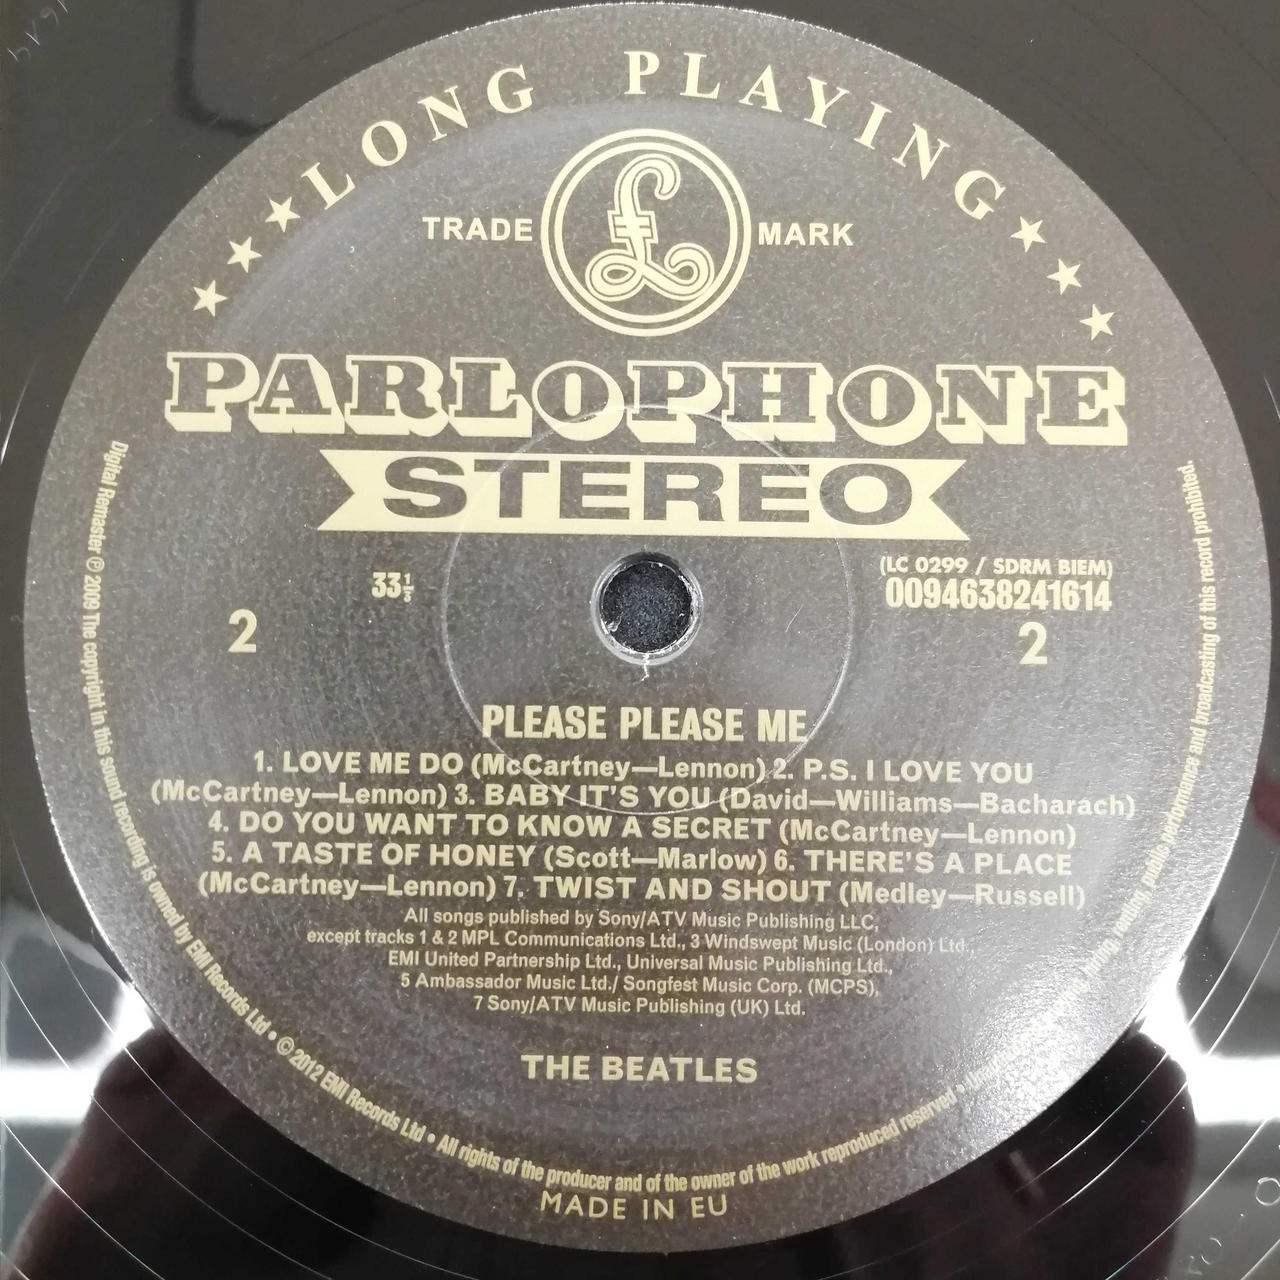 LONG PLAYING
TRADE £ MARK
PARLOPHONE
STEREO
33⅓
(LC 0299 / SDRM BIEM)
0094638241614
2 2
PLEASE PLEASE ME
1. LOVE ME DO (McCartney—Lennon) 2. P.S. I LOVE YOU
(McCartney—Lennon) 3. BABY IT'S YOU (David—Williams—Bacharach)
4. DO YOU WANT TO KNOW A SECRET (McCartney—Lennon)
5. A TASTE OF HONEY (Scott—Marlow) 6. THERE'S A PLACE
(McCartney—Lennon) 7. TWIST AND SHOUT (Medley—Russell)
All songs published by Sony/ATV Music Publishing LLC,
except tracks 1 & 2 MPL Communications Ltd., 3 Windswept Music (London) Ltd.,
EMI United Partnership Ltd., Universal Music Publishing Ltd.,
5 Ambassador Music Ltd./ Songfest Music Corp. (MCPS),
7 Sony/ATV Music Publishing (UK) Ltd.
THE BEATLES
Digital Remaster ℗ 2009 The copyright in this sound recording is owned by EMI Records Ltd • © 2012 EMI Records Ltd • All rights of the producer and of the owner of the work reproduced reserved • hiring, renting, public performance and broadcasting of this record prohibited.
MADE IN EU